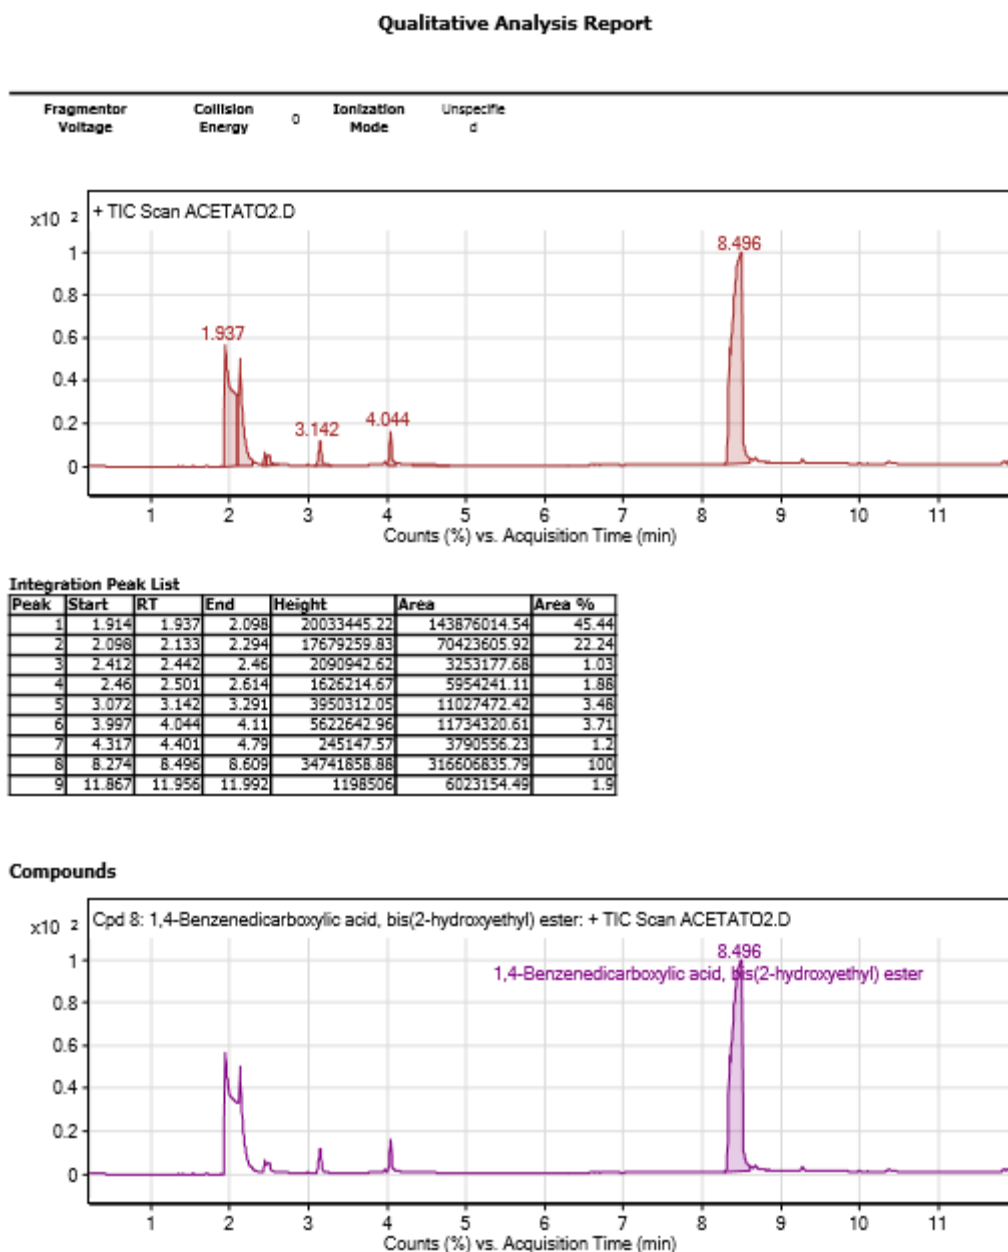 Qualitative Analysis Report
Fragmentor Voltage Collision Energy 0 Ionization Mode Unspecifie d
x10 2 + TIC Scan ACETATO2.D
8.496
1
0.8
1.937
0.6
0.4
4.044
3.142
0.2
0
1 2 3 4 5 6 7 8 9 10 11
Counts (%) vs. Acquisition Time (min)
Integration Peak List
Peak Start RT End Height Area Area %
1 1.914 1.937 2.098 20033445.22 143876014.54 45.44
2 2.098 2.133 2.294 17679259.83 70423605.92 22.24
3 2.412 2.442 2.46 2090942.62 3253177.68 1.03
4 2.46 2.501 2.614 1626214.67 5954241.11 1.88
5 3.072 3.142 3.291 3950312.05 11027472.42 3.48
6 3.997 4.044 4.11 5622642.96 11734320.61 3.71
7 4.317 4.401 4.79 245147.57 3790556.23 1.2
8 8.274 8.496 8.609 34741858.88 316606835.79 100
9 11.867 11.956 11.992 1198506 6023154.49 1.9
Compounds
x10 2 Cpd 8: 1,4-Benzenedicarboxylic acid, bis(2-hydroxyethyl) ester: + TIC Scan ACETATO2.D
8.496
1
1,4-Benzenedicarboxylic acid, bis(2-hydroxyethyl) ester
0.8
0.6
0.4
0.2
0
1 2 3 4 5 6 7 8 9 10 11
Counts (%) vs. Acquisition Time (min)